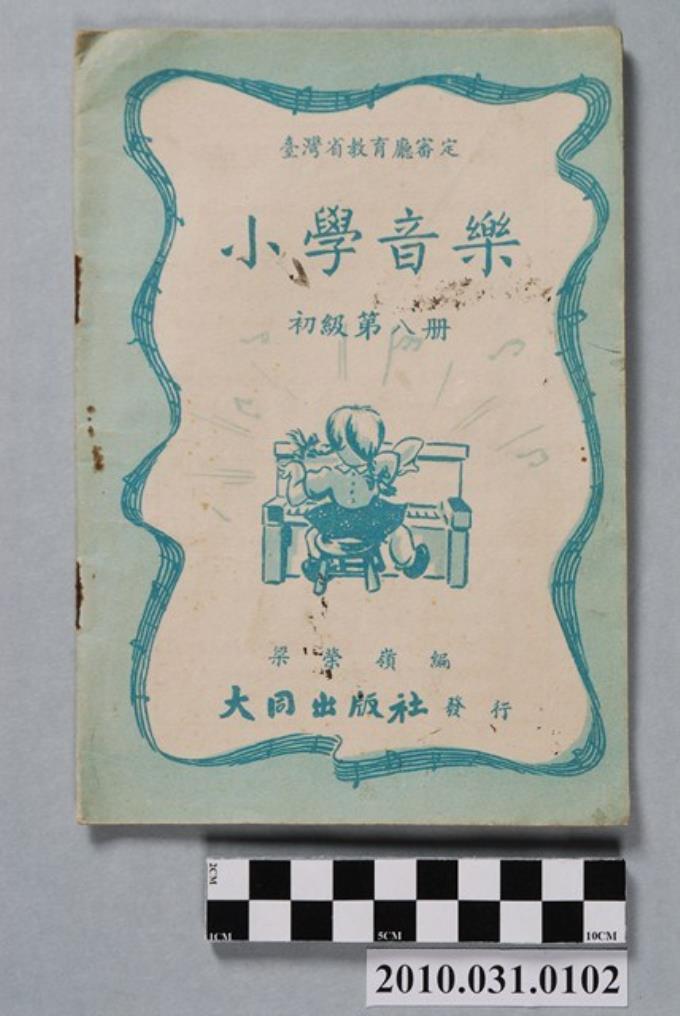 臺灣省教育廳審定
小學音樂
初級第八册
梁榮嶺編
大同出版社發行
2CM
1CM 5CM 10CM
2010.031.0102